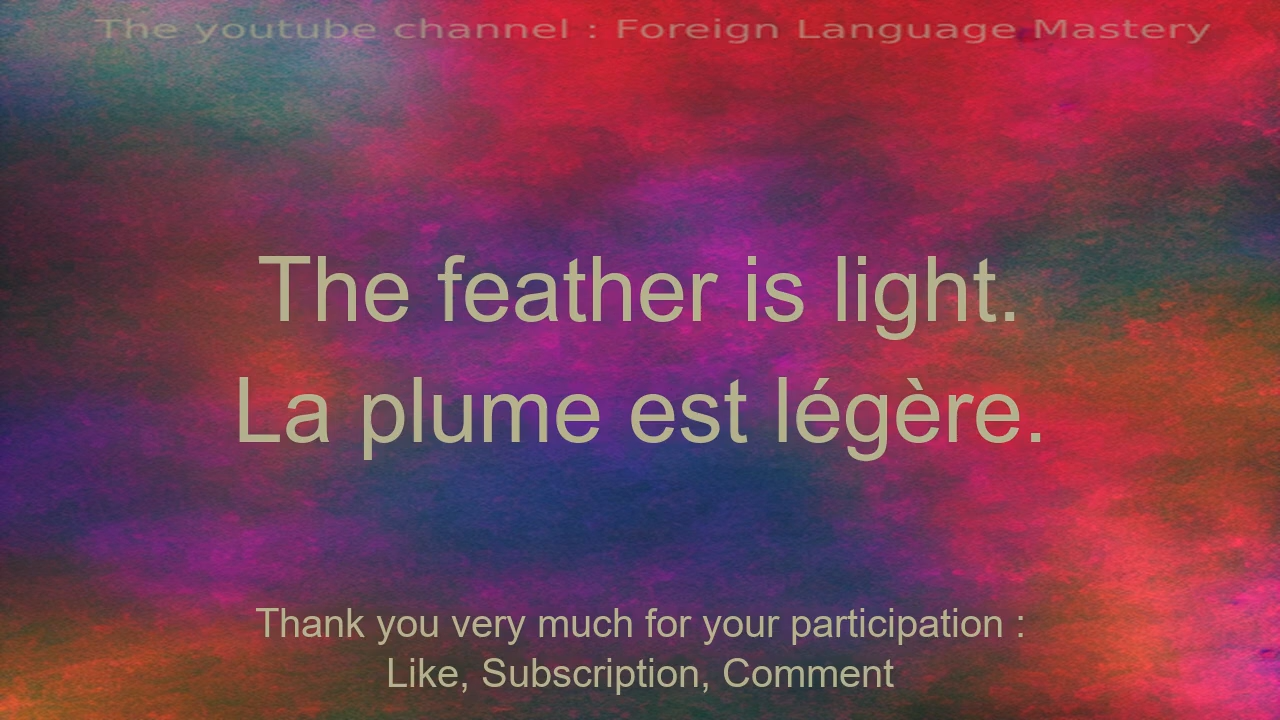 The youtube channel : Foreign Language Mastery
The feather is light.
La plume est légère.
Thank you very much for your participation :
Like, Subscription, Comment